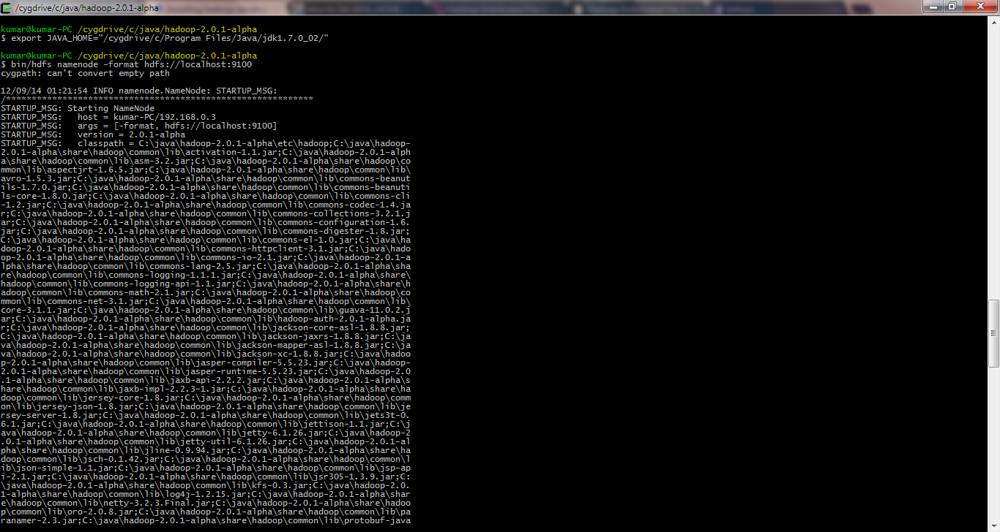 /cygdrive/c/java/hadoop-2.0.1-alpha
kumar@kumar-PC /cygdrive/c/java/hadoop-2.0.1-alpha
$ export JAVA_HOME="/cygdrive/c/Program Files/Java/jdk1.7.0_02/"
kumar@kumar-PC /cygdrive/c/java/hadoop-2.0.1-alpha
$ bin/hdfs namenode -format hdfs://localhost:9100
cygpath: can't convert empty path
12/09/14 01:21:54 INFO namenode.NameNode: STARTUP_MSG:
/************************************************************
STARTUP_MSG: Starting NameNode
STARTUP_MSG:   host = kumar-PC/192.168.0.3
STARTUP_MSG:   args = [-format, hdfs://localhost:9100]
STARTUP_MSG:   version = 2.0.1-alpha
STARTUP_MSG:   classpath = C:\java\hadoop-2.0.1-alpha\etc\hadoop;C:\java\hadoop-
2.0.1-alpha\share\hadoop\common\lib\activation-1.1.jar;C:\java\hadoop-2.0.1-alph
a\share\hadoop\common\lib\asm-3.2.jar;C:\java\hadoop-2.0.1-alpha\share\hadoop\co
mmon\lib\aspectjrt-1.6.5.jar;C:\java\hadoop-2.0.1-alpha\share\hadoop\common\lib\
avro-1.5.3.jar;C:\java\hadoop-2.0.1-alpha\share\hadoop\common\lib\commons-beanut
ils-1.7.0.jar;C:\java\hadoop-2.0.1-alpha\share\hadoop\common\lib\commons-beanuti
ls-core-1.8.0.jar;C:\java\hadoop-2.0.1-alpha\share\hadoop\common\lib\commons-cli
-1.2.jar;C:\java\hadoop-2.0.1-alpha\share\hadoop\common\lib\commons-codec-1.4.ja
r;C:\java\hadoop-2.0.1-alpha\share\hadoop\common\lib\commons-collections-3.2.1.j
ar;C:\java\hadoop-2.0.1-alpha\share\hadoop\common\lib\commons-configuration-1.6.
jar;C:\java\hadoop-2.0.1-alpha\share\hadoop\common\lib\commons-digester-1.8.jar;
C:\java\hadoop-2.0.1-alpha\share\hadoop\common\lib\commons-el-1.0.jar;C:\java\ha
doop-2.0.1-alpha\share\hadoop\common\lib\commons-httpclient-3.1.jar;C:\java\hado
op-2.0.1-alpha\share\hadoop\common\lib\commons-io-2.1.jar;C:\java\hadoop-2.0.1-a
lpha\share\hadoop\common\lib\commons-lang-2.5.jar;C:\java\hadoop-2.0.1-alpha\sha
re\hadoop\common\lib\commons-logging-1.1.1.jar;C:\java\hadoop-2.0.1-alpha\share\
hadoop\common\lib\commons-logging-api-1.1.jar;C:\java\hadoop-2.0.1-alpha\share\h
adoop\common\lib\commons-math-2.1.jar;C:\java\hadoop-2.0.1-alpha\share\hadoop\co
mmon\lib\commons-net-3.1.jar;C:\java\hadoop-2.0.1-alpha\share\hadoop\common\lib\
core-3.1.1.jar;C:\java\hadoop-2.0.1-alpha\share\hadoop\common\lib\guava-11.0.2.j
ar;C:\java\hadoop-2.0.1-alpha\share\hadoop\common\lib\hadoop-auth-2.0.1-alpha.ja
r;C:\java\hadoop-2.0.1-alpha\share\hadoop\common\lib\jackson-core-asl-1.8.8.jar;
C:\java\hadoop-2.0.1-alpha\share\hadoop\common\lib\jackson-jaxrs-1.8.8.jar;C:\ja
va\hadoop-2.0.1-alpha\share\hadoop\common\lib\jackson-mapper-asl-1.8.8.jar;C:\ja
va\hadoop-2.0.1-alpha\share\hadoop\common\lib\jackson-xc-1.8.8.jar;C:\java\hadoo
p-2.0.1-alpha\share\hadoop\common\lib\jasper-compiler-5.5.23.jar;C:\java\hadoop-
2.0.1-alpha\share\hadoop\common\lib\jasper-runtime-5.5.23.jar;C:\java\hadoop-2.0
.1-alpha\share\hadoop\common\lib\jaxb-api-2.2.2.jar;C:\java\hadoop-2.0.1-alpha\s
hare\hadoop\common\lib\jaxb-impl-2.2.3-1.jar;C:\java\hadoop-2.0.1-alpha\share\ha
doop\common\lib\jersey-core-1.8.jar;C:\java\hadoop-2.0.1-alpha\share\hadoop\comm
on\lib\jersey-json-1.8.jar;C:\java\hadoop-2.0.1-alpha\share\hadoop\common\lib\je
rsey-server-1.8.jar;C:\java\hadoop-2.0.1-alpha\share\hadoop\common\lib\jets3t-0.
6.1.jar;C:\java\hadoop-2.0.1-alpha\share\hadoop\common\lib\jettison-1.1.jar;C:\j
ava\hadoop-2.0.1-alpha\share\hadoop\common\lib\jetty-6.1.26.jar;C:\java\hadoop-2
.0.1-alpha\share\hadoop\common\lib\jetty-util-6.1.26.jar;C:\java\hadoop-2.0.1-al
pha\share\hadoop\common\lib\jline-0.9.94.jar;C:\java\hadoop-2.0.1-alpha\share\ha
doop\common\lib\jsch-0.1.42.jar;C:\java\hadoop-2.0.1-alpha\share\hadoop\common\l
ib\json-simple-1.1.jar;C:\java\hadoop-2.0.1-alpha\share\hadoop\common\lib\jsp-ap
i-2.1.jar;C:\java\hadoop-2.0.1-alpha\share\hadoop\common\lib\jsr305-1.3.9.jar;C:
\java\hadoop-2.0.1-alpha\share\hadoop\common\lib\kfs-0.3.jar;C:\java\hadoop-2.0.
1-alpha\share\hadoop\common\lib\log4j-1.2.15.jar;C:\java\hadoop-2.0.1-alpha\shar
e\hadoop\common\lib\netty-3.2.3.Final.jar;C:\java\hadoop-2.0.1-alpha\share\hadoo
p\common\lib\oro-2.0.8.jar;C:\java\hadoop-2.0.1-alpha\share\hadoop\common\lib\pa
ranamer-2.3.jar;C:\java\hadoop-2.0.1-alpha\share\hadoop\common\lib\protobuf-java